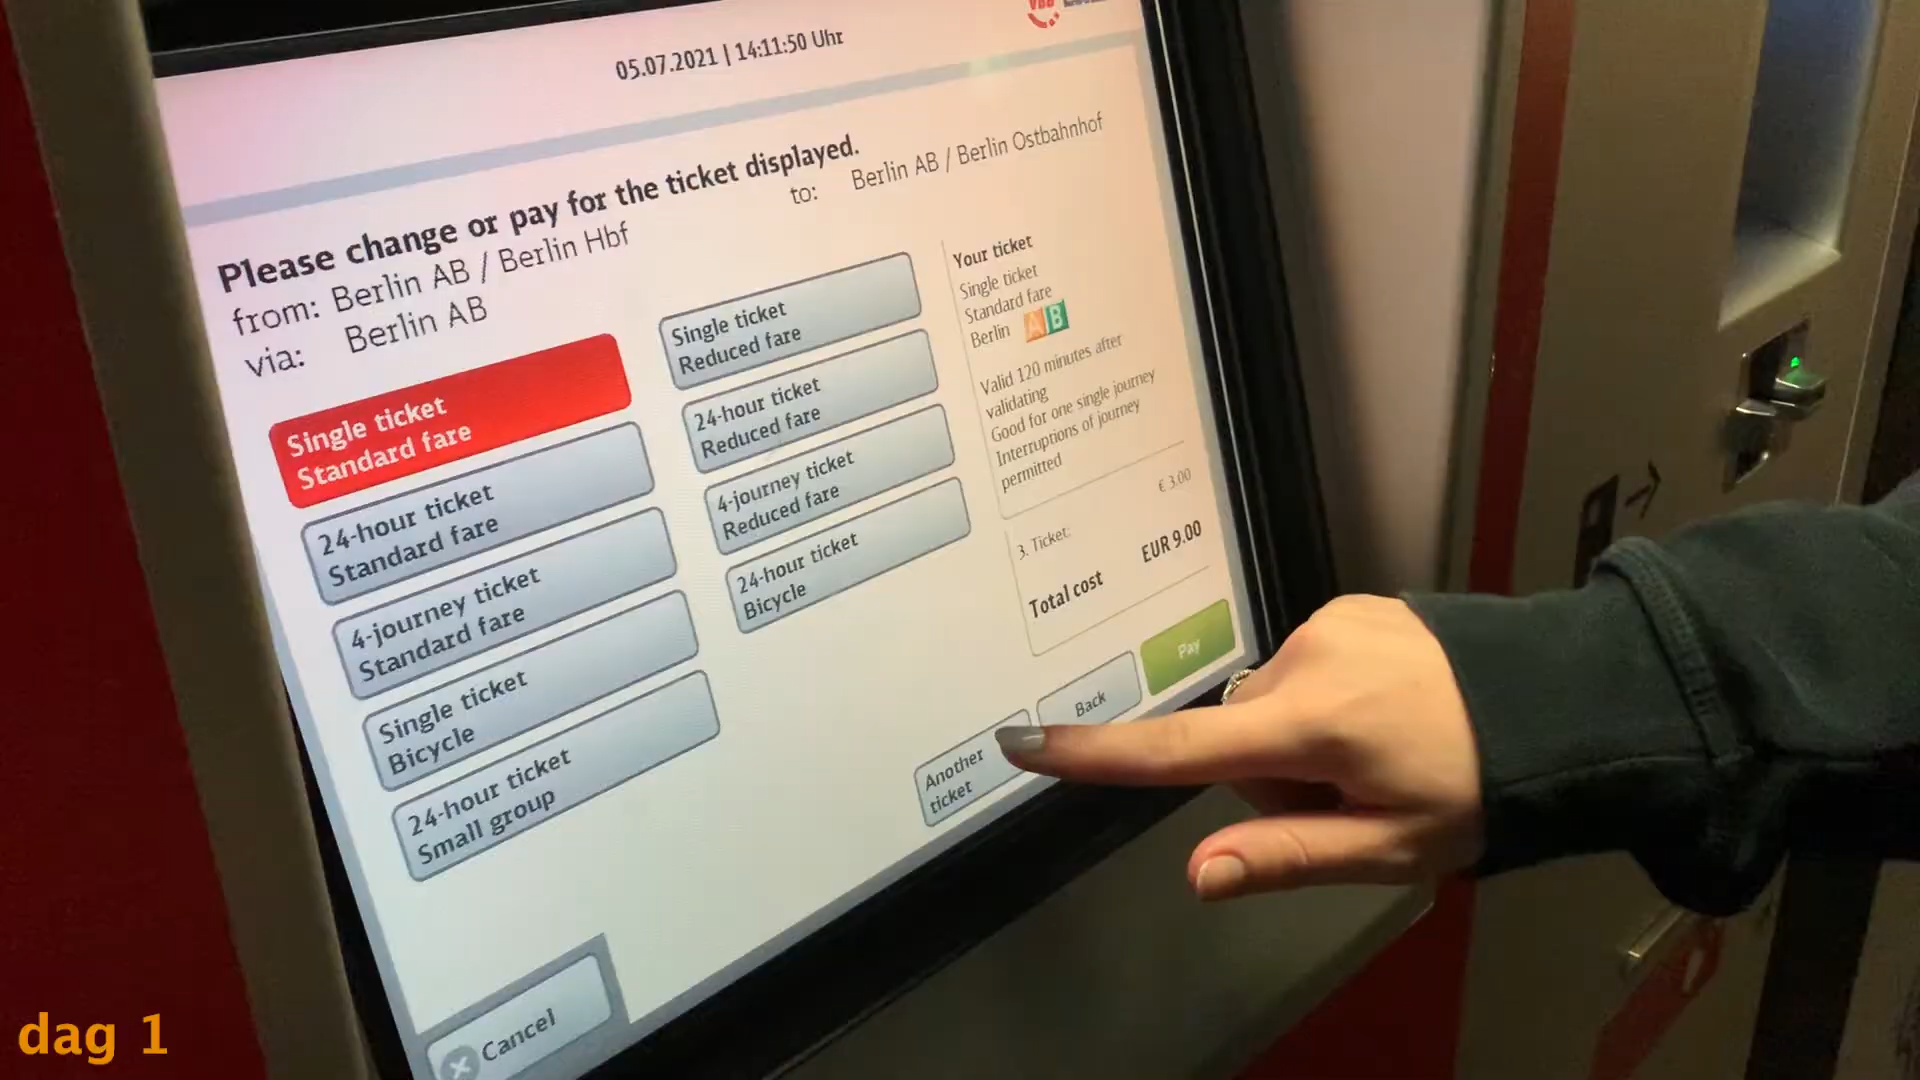 VBB
05.07.2021 | 14:11:50 Uhr
Please change or pay for the ticket displayed.
from: Berlin AB / Berlin Hbf
to: Berlin AB / Berlin Ostbahnhof
via: Berlin AB
Single ticket
Standard fare
24-hour ticket
Standard fare
4-journey ticket
Standard fare
Single ticket
Bicycle
24-hour ticket
Small group
Single ticket
Reduced fare
24-hour ticket
Reduced fare
4-journey ticket
Reduced fare
24-hour ticket
Bicycle
Your ticket
Single ticket
Standard fare
Berlin AB
Valid 120 minutes after
validating
Good for one single journey
Interruptions of journey
permitted
3. Ticket: € 3.00
Total cost EUR 9.00
Another
ticket
Back
Pay
Cancel
dag 1